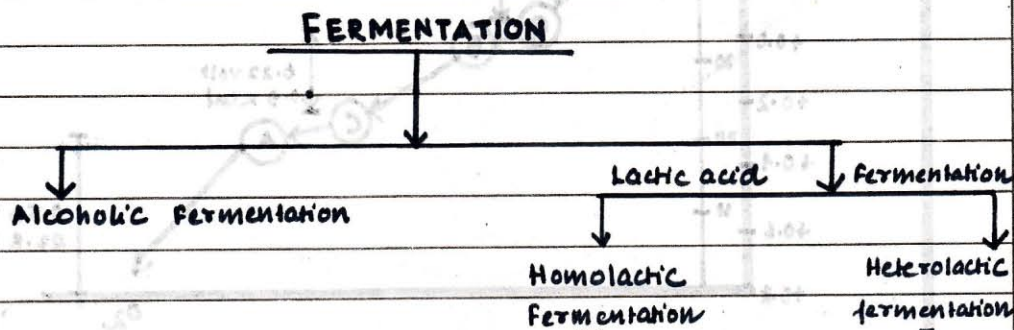 FERMENTATION
Lactic acid Fermentation
Alcoholic Fermentation
Homolactic Heterolactic
Fermentation fermentation